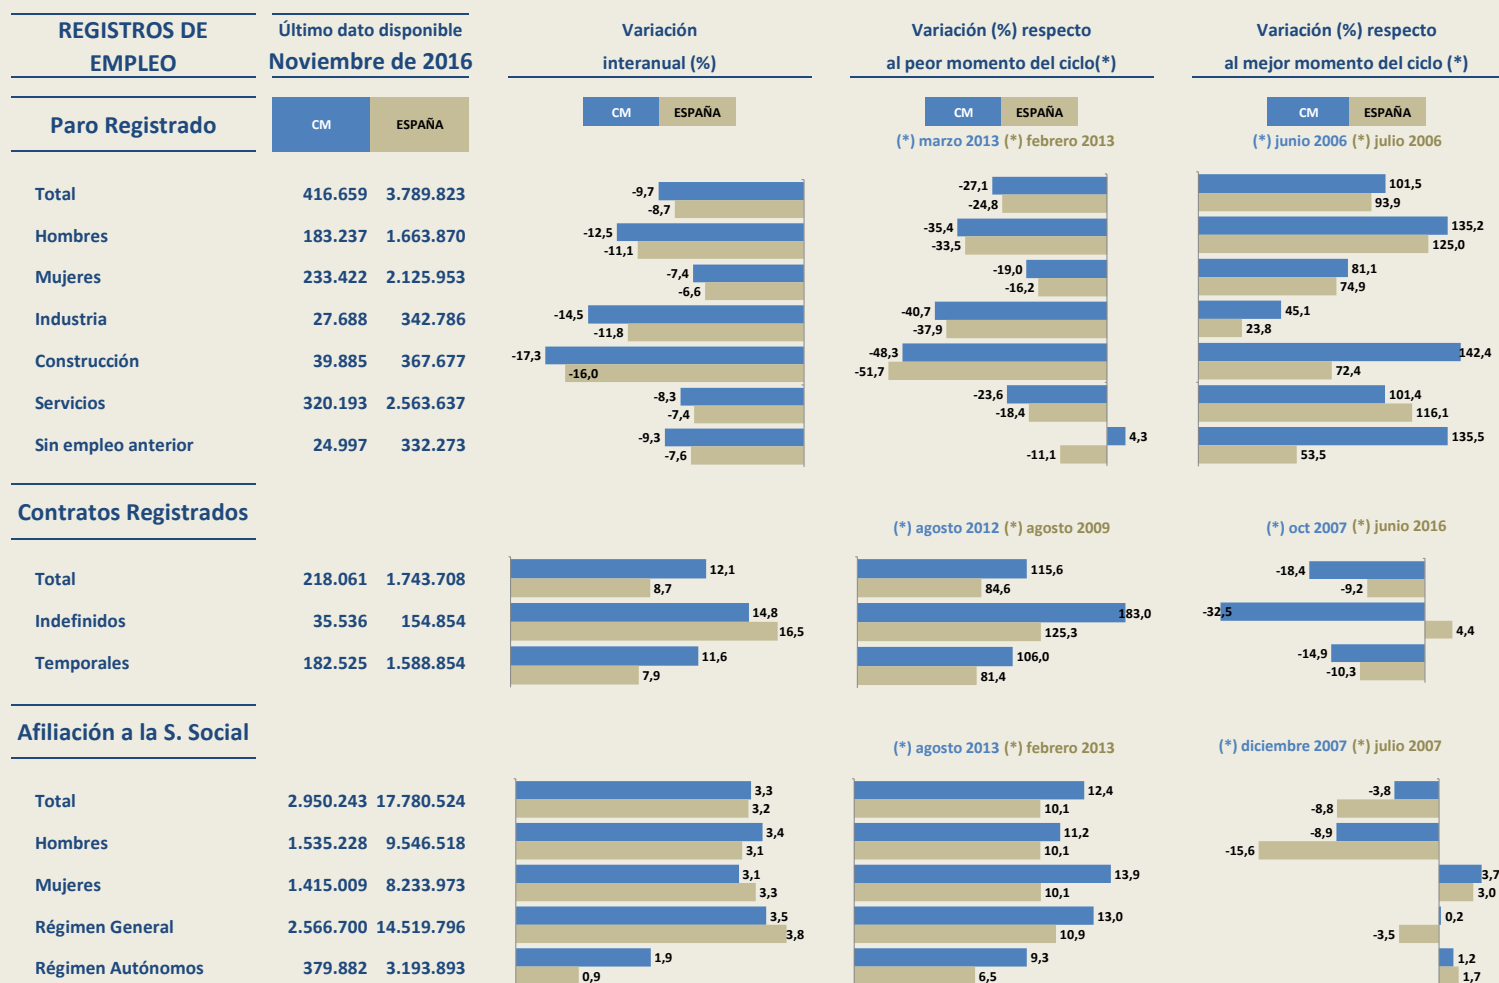 REGISTROS DE EMPLEO
Último dato disponible
Noviembre de 2016
Variación
interanual (%)
Variación (%) respecto
al peor momento del ciclo(*)
Variación (%) respecto
al mejor momento del ciclo (*)
Paro Registrado
CM ESPAÑA
CM ESPAÑA
CM ESPAÑA
(*) marzo 2013 (*) febrero 2013
CM ESPAÑA
(*) junio 2006 (*) julio 2006
Total 416.659 3.789.823 -9,7 -27,1 101,5
-8,7 -24,8 93,9
Hombres 183.237 1.663.870 -12,5 -35,4 135,2
-11,1 -33,5 125,0
Mujeres 233.422 2.125.953 -7,4 -19,0 81,1
-6,6 -16,2 74,9
Industria 27.688 342.786 -14,5 -40,7 45,1
-11,8 -37,9 23,8
Construcción 39.885 367.677 -17,3 -48,3 142,4
-16,0 -51,7 72,4
Servicios 320.193 2.563.637 -8,3 -23,6 101,4
-7,4 -18,4 116,1
Sin empleo anterior 24.997 332.273 -9,3 4,3 135,5
-7,6 -11,1 53,5
Contratos Registrados
(*) agosto 2012 (*) agosto 2009
(*) oct 2007 (*) junio 2016
Total 218.061 1.743.708 12,1 115,6 -18,4
8,7 84,6 -9,2
Indefinidos 35.536 154.854 14,8 183,0 -32,5
16,5 125,3 4,4
Temporales 182.525 1.588.854 11,6 106,0 -14,9
7,9 81,4 -10,3
Afiliación a la S. Social
(*) agosto 2013 (*) febrero 2013
(*) diciembre 2007 (*) julio 2007
Total 2.950.243 17.780.524 3,3 12,4 -3,8
3,2 10,1 -8,8
Hombres 1.535.228 9.546.518 3,4 11,2 -8,9
3,1 10,1 -15,6
Mujeres 1.415.009 8.233.973 3,1 13,9 3,7
3,3 10,1 3,0
Régimen General 2.566.700 14.519.796 3,5 13,0 0,2
3,8 10,9 -3,5
Régimen Autónomos 379.882 3.193.893 1,9 9,3 1,2
0,9 6,5 1,7